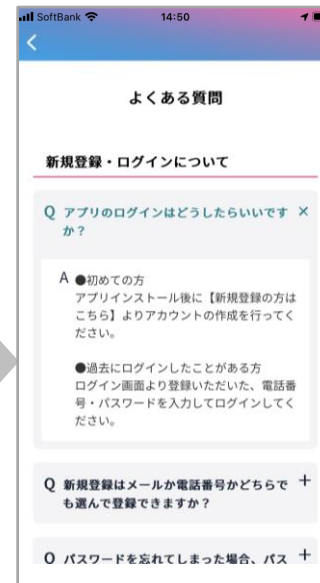 SoftBank 14:50
よくある質問
新規登録・ログインについて
Q アプリのログインはどうしたらいいです ×
か？
A ●初めての方
アプリインストール後に【新規登録の方は
こちら】よりアカウントの作成を行ってく
ださい。
●過去にログインしたことがある方
ログイン画面より登録いただいた、電話番
号・パスワードを入力してログインしてく
ださい。
Q 新規登録はメールか電話番号かどちらで +
も選んで登録できますか？
Q パスワードを忘れてしまった場合、パス +